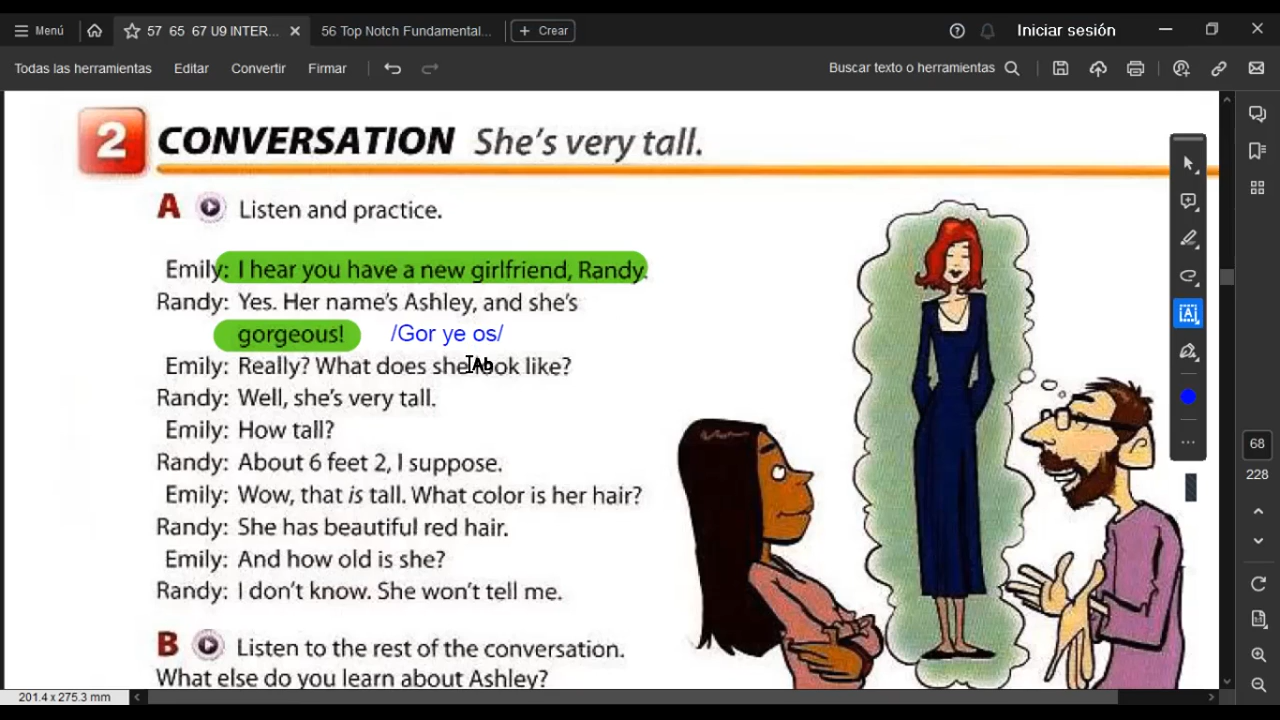 Menú
57 65 67 U9 INTER...
56 Top Notch Fundamental...
Crear
Iniciar sesión
Todas las herramientas
Editar
Convertir
Firmar
Buscar texto o herramientas
2 CONVERSATION She's very tall.
A Listen and practice.
Emily: I hear you have a new girlfriend, Randy.
Randy: Yes. Her name's Ashley, and she's
gorgeous! /Gor ye os/
Emily: Really? What does she look like?
Randy: Well, she's very tall.
Emily: How tall?
Randy: About 6 feet 2, I suppose.
Emily: Wow, that is tall. What color is her hair?
Randy: She has beautiful red hair.
Emily: And how old is she?
Randy: I don't know. She won't tell me.
B Listen to the rest of the conversation.
What else do you learn about Ashley?
68
228
201.4 x 275.3 mm